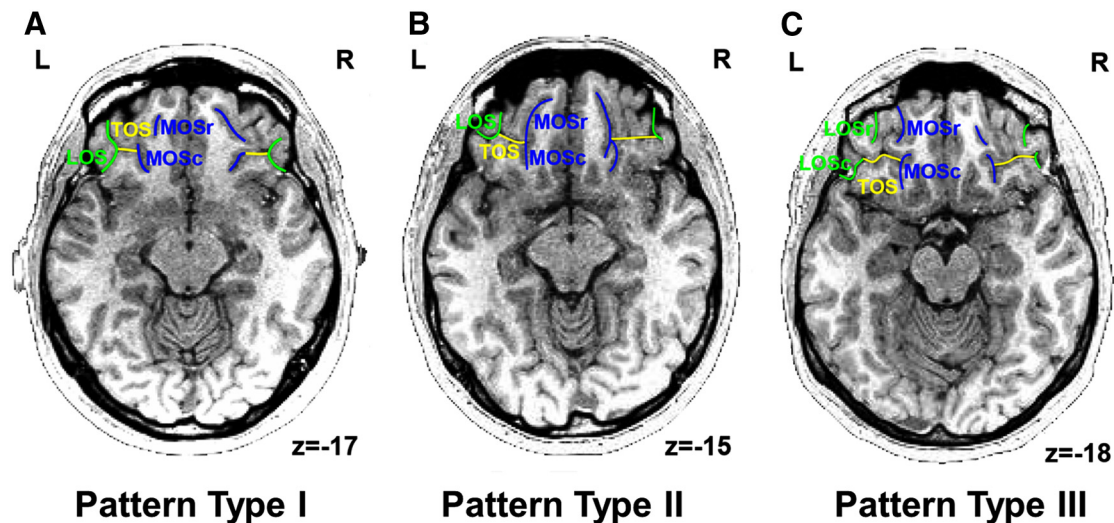 A
L
R
TOS
MOSr
LOS
MOSc
z=-17
Pattern Type I
B
L
R
LOS
MOSr
TOS
MOSc
z=-15
Pattern Type II
C
L
R
LOSr
MOSr
LOSc
MOSc
TOS
z=-18
Pattern Type III